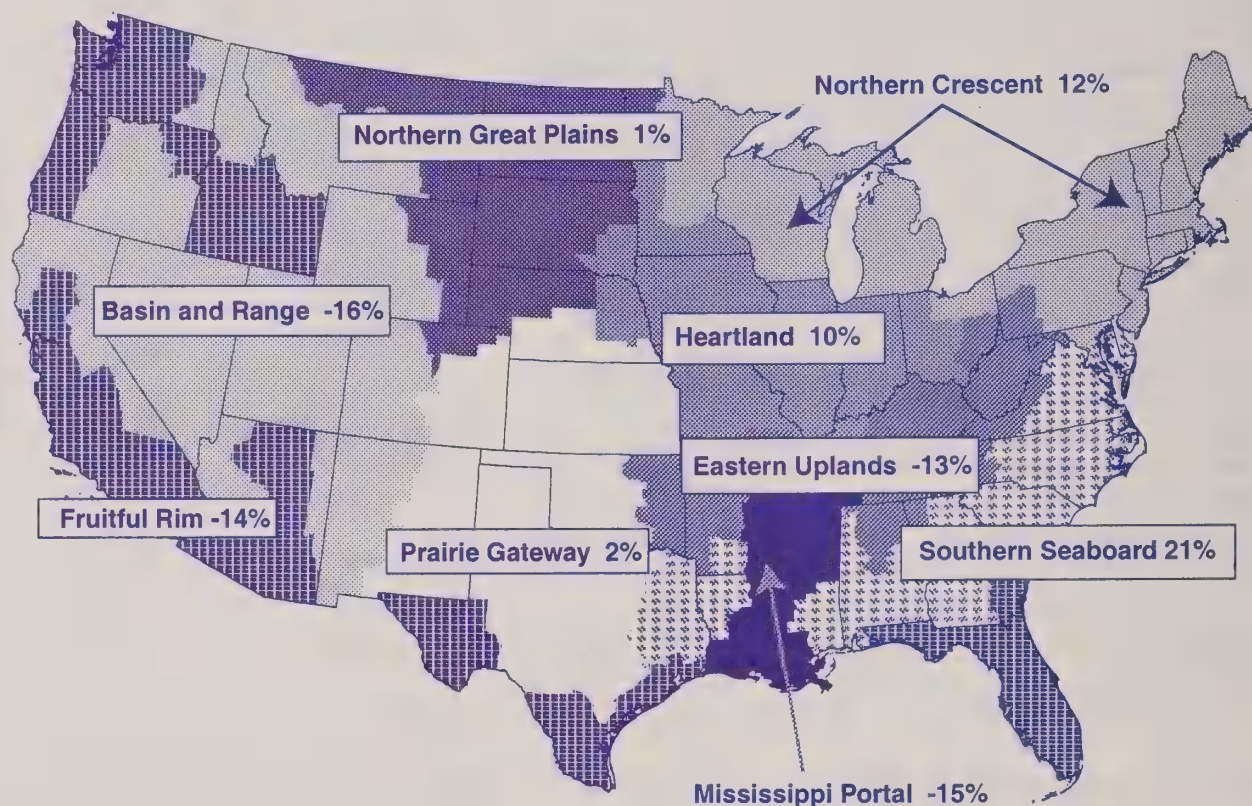 Northern Crescent 12%
Northern Great Plains 1%
Basin and Range -16%
Heartland 10%
Eastern Uplands -13%
Fruitful Rim -14%
Prairie Gateway 2%
Southern Seaboard 21%
Mississippi Portal -15%